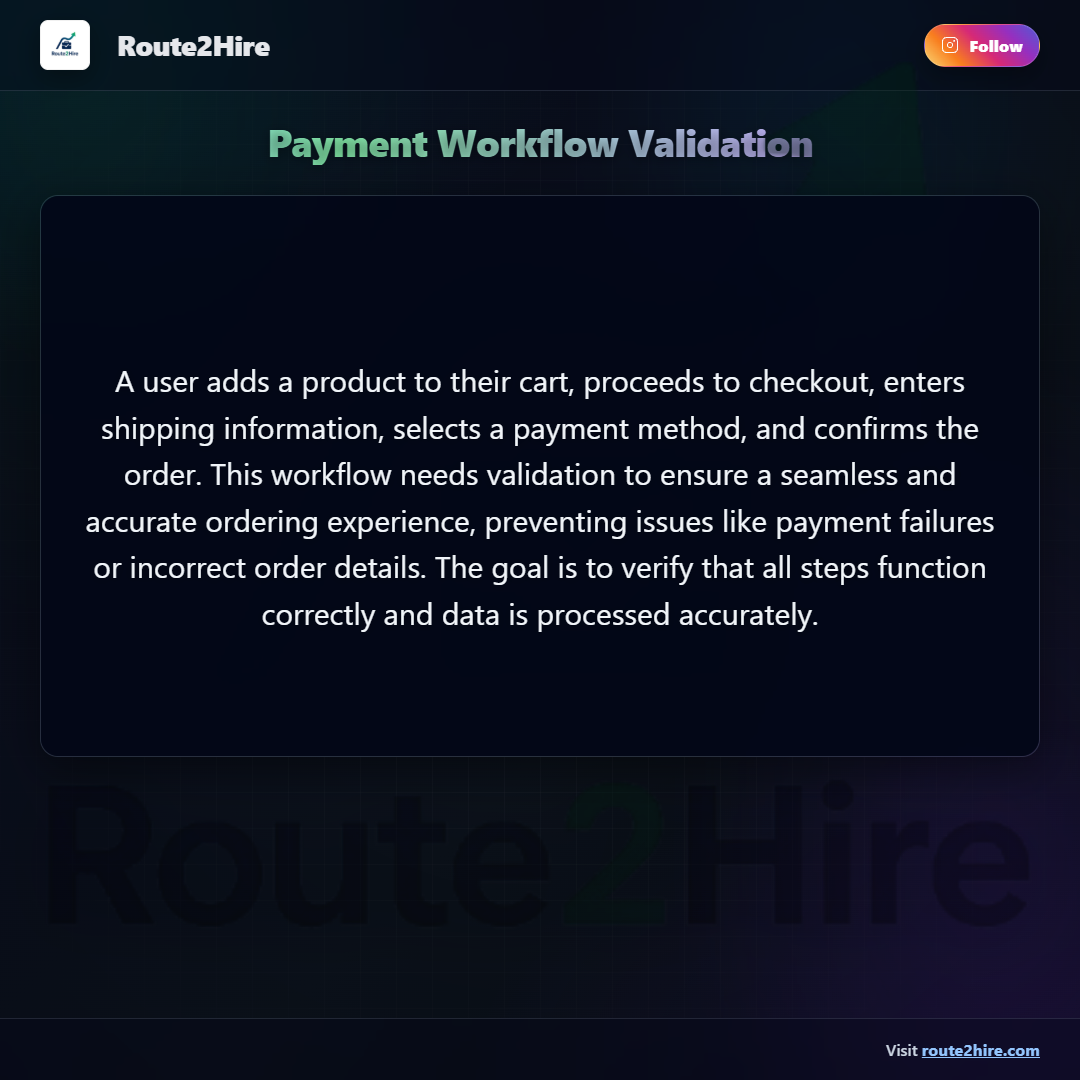 Route2Hire
Route2Hire
Follow
Payment Workflow Validation
A user adds a product to their cart, proceeds to checkout, enters
shipping information, selects a payment method, and confirms the
order. This workflow needs validation to ensure a seamless and
accurate ordering experience, preventing issues like payment failures
or incorrect order details. The goal is to verify that all steps function
correctly and data is processed accurately.
Route2Hire
Visit route2hire.com